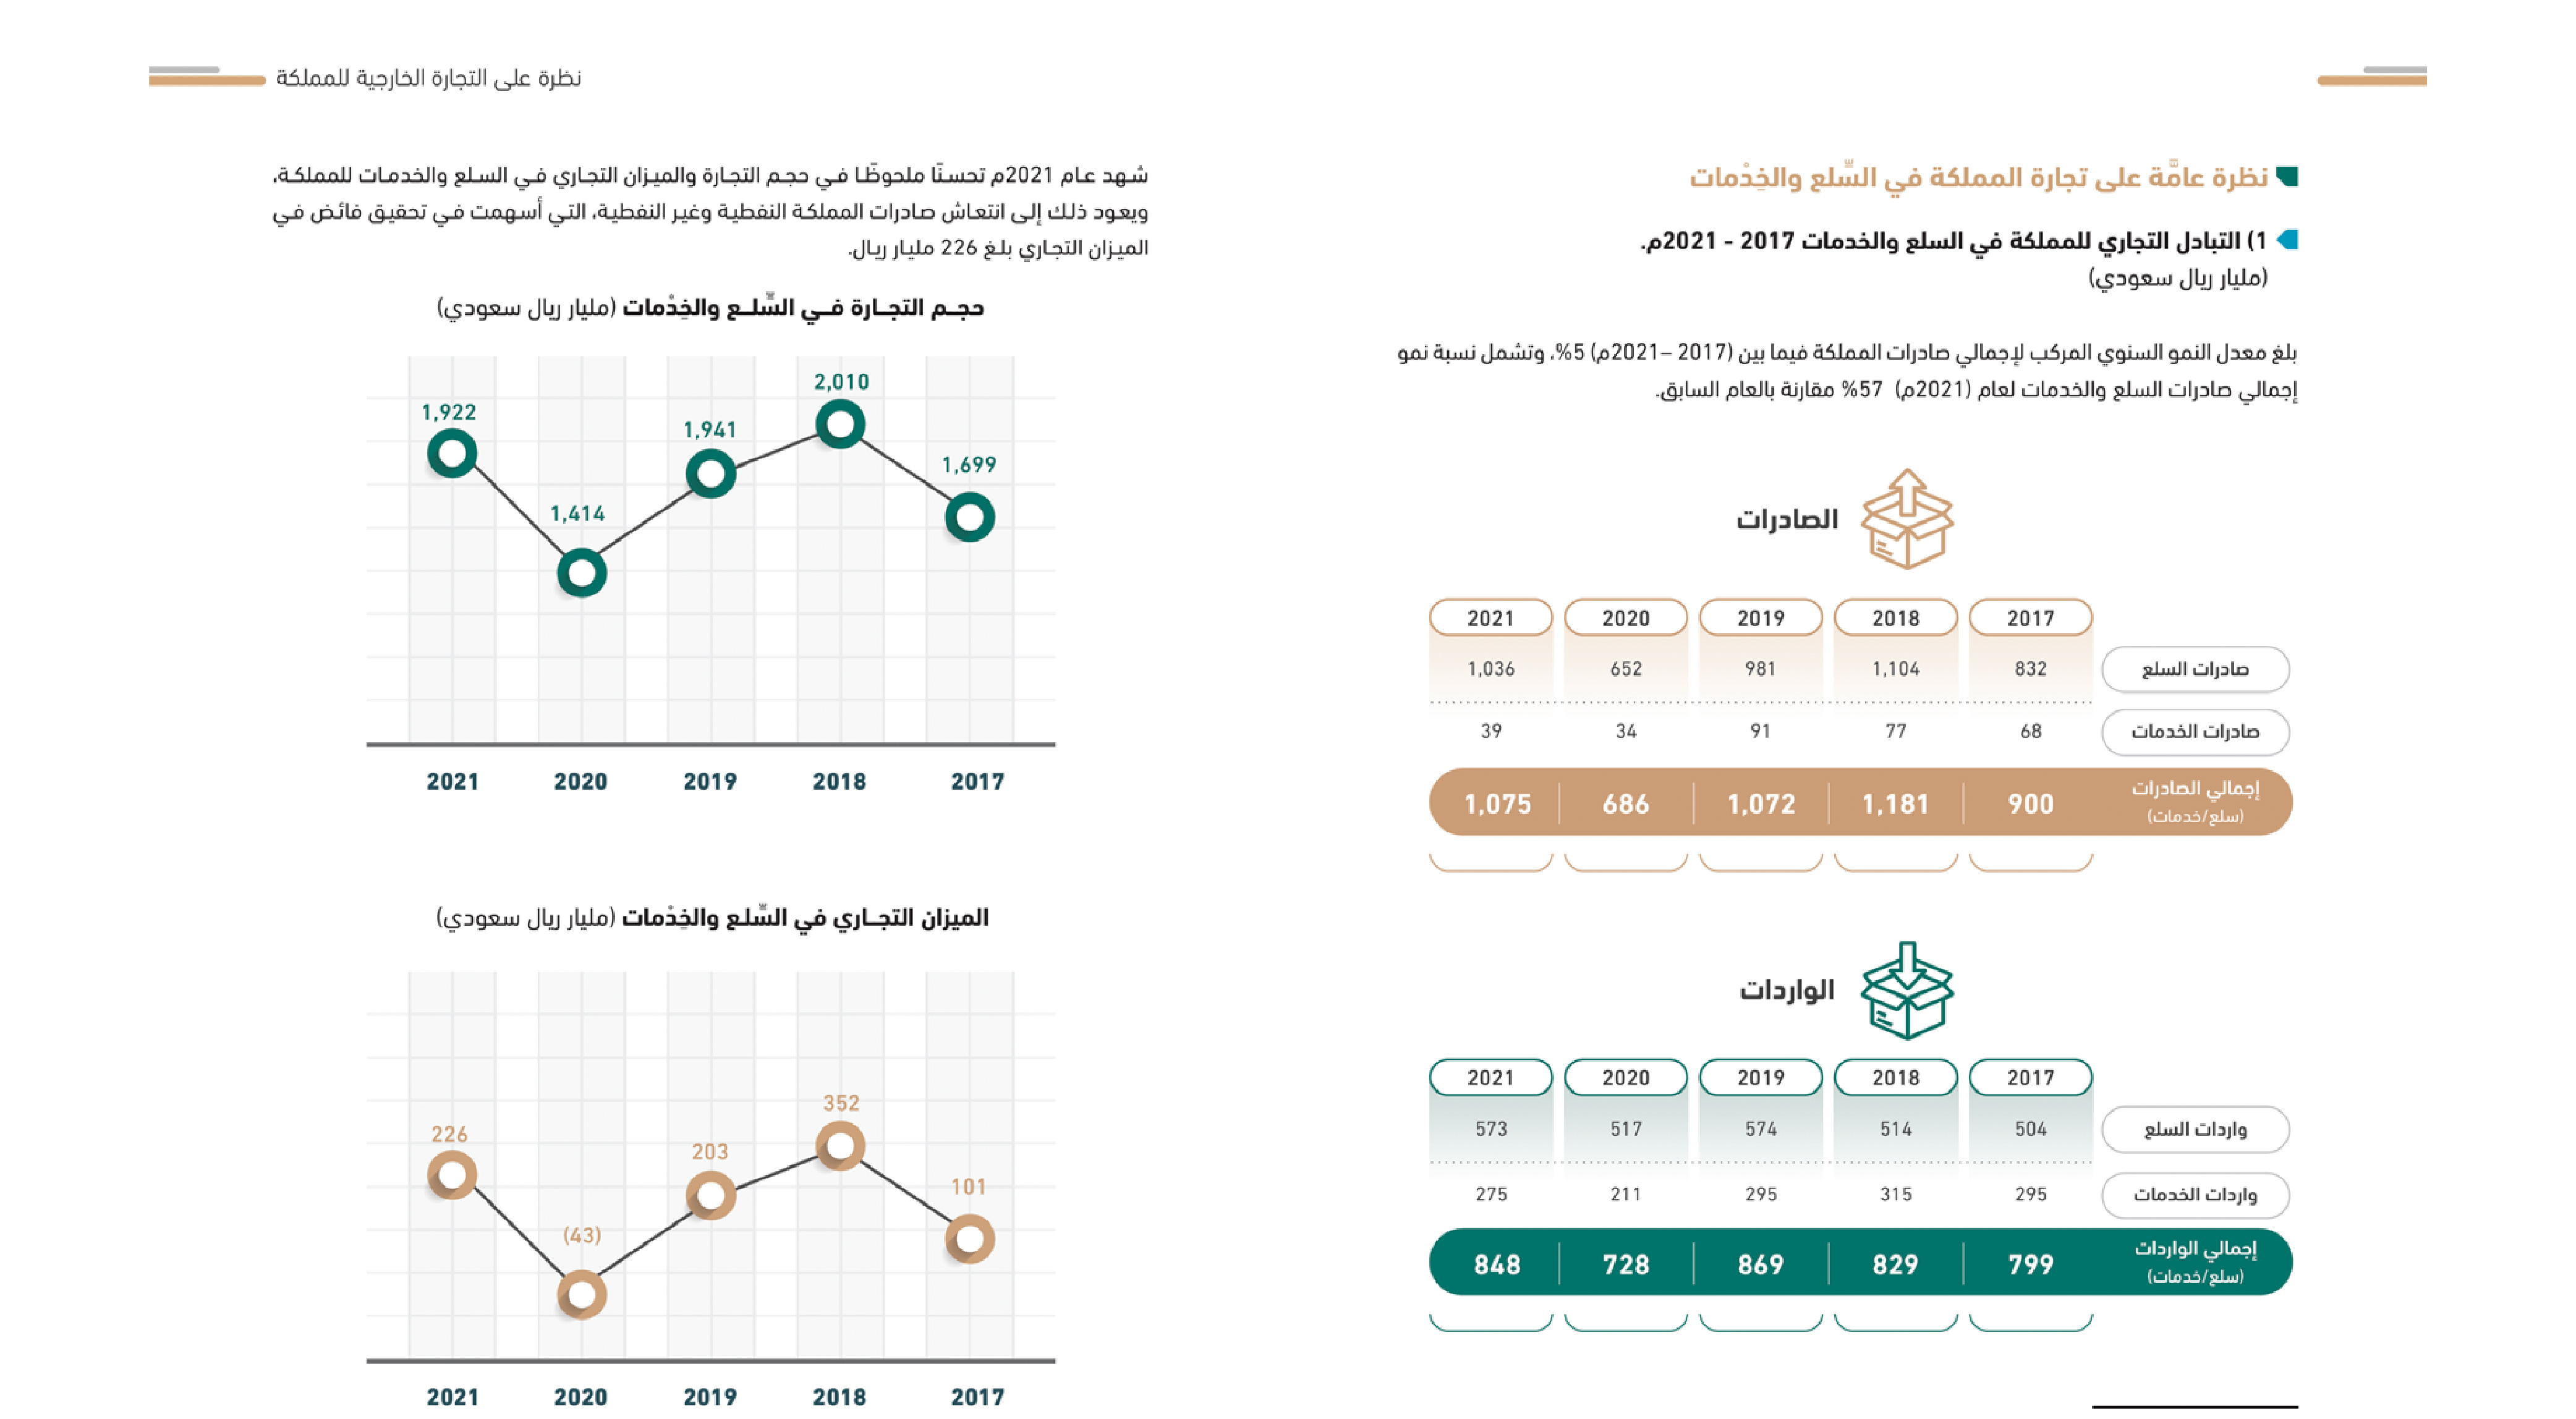 نظرة عامَّة على تجارة المملكة في السِّلع والخِدْمات
1) التبادل التجاري للمملكة في السلع والخدمات 2017 - 2021م.
(مليار ريال سعودي)
بلغ معدل النمو السنوي المركب لإجمالي صادرات المملكة فيما بين (2017 –2021م) 5%، وتشمل نسبة نمو
إجمالي صادرات السلع والخدمات لعام (2021م) 57% مقارنة بالعام السابق.
الصادرات
2017 2018 2019 2020 2021
صادرات السلع 832 1,104 981 652 1,036
صادرات الخدمات 68 77 91 34 39
إجمالي الصادرات (سلع/خدمات) 900 1,181 1,072 686 1,075
الواردات
2017 2018 2019 2020 2021
واردات السلع 504 514 574 517 573
واردات الخدمات 295 315 295 211 275
إجمالي الواردات (سلع/خدمات) 799 829 869 728 848
نظرة على التجارة الخارجية للمملكة
شهد عام 2021م تحسنًا ملحوظًا في حجم التجارة والميزان التجاري في السلع والخدمات للمملكة،
ويعود ذلك إلى انتعاش صادرات المملكة النفطية وغير النفطية، التي أسهمت في تحقيق فائض في
الميزان التجاري بلغ 226 مليار ريال.
حجم التجارة في السِّلع والخِدْمات (مليار ريال سعودي)
1,699 2,010 1,941 1,414 1,922
2017 2018 2019 2020 2021
الميزان التجاري في السِّلع والخِدْمات (مليار ريال سعودي)
101 352 203 (43) 226
2017 2018 2019 2020 2021